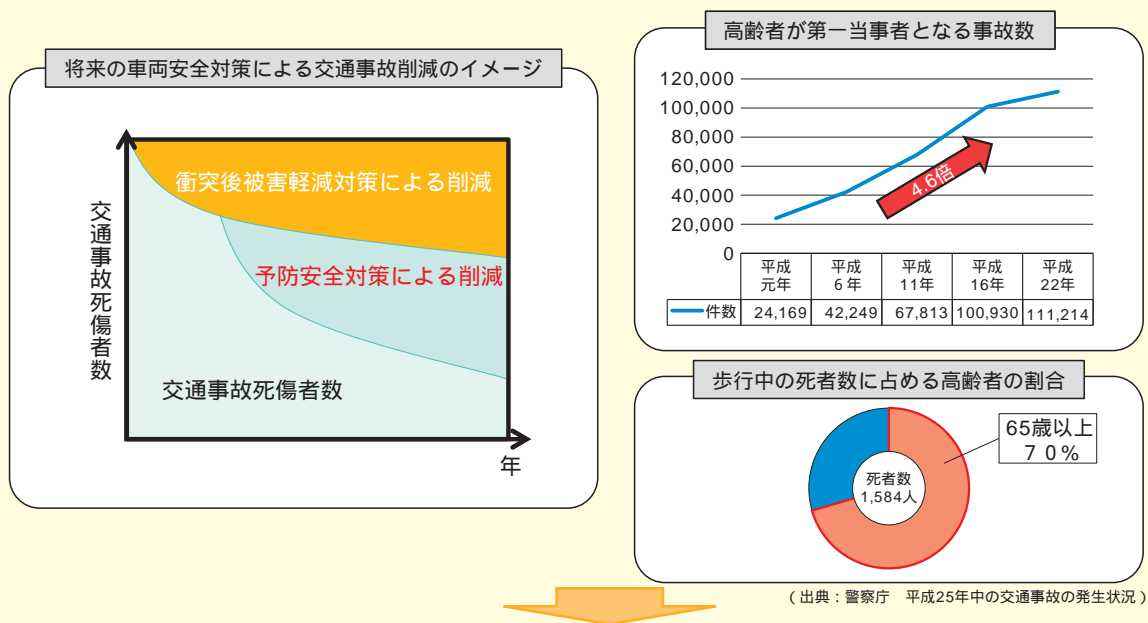 将来の車両安全対策による交通事故削減のイメージ
衝突後被害軽減対策による削減
予防安全対策による削減
交通事故死傷者数
交通事故死傷者数
年
高齢者が第一当事者となる事故数
120,000
100,000
80,000
60,000
40,000
20,000
0
4.6倍
平成元年 平成6年 平成11年 平成16年 平成22年
件数 24,169 42,249 67,813 100,930 111,214
歩行中の死者数に占める高齢者の割合
65歳以上
70%
死者数
1,584人
(出典：警察庁 平成25年中の交通事故の発生状況)